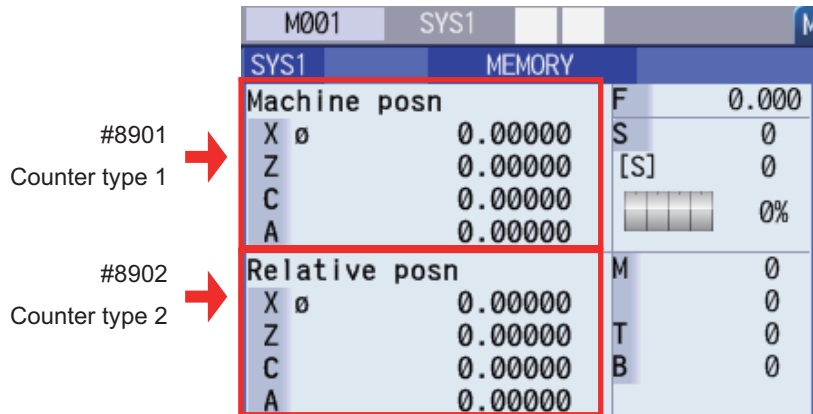 M001 SYS1 M
SYS1 MEMORY
#8901
Counter type 1
Machine posn
X ø 0.00000
Z 0.00000
C 0.00000
A 0.00000
F 0.000
S 0
[S] 0
0%
#8902
Counter type 2
Relative posn
X ø 0.00000
Z 0.00000
C 0.00000
A 0.00000
M 0
0
T 0
B 0